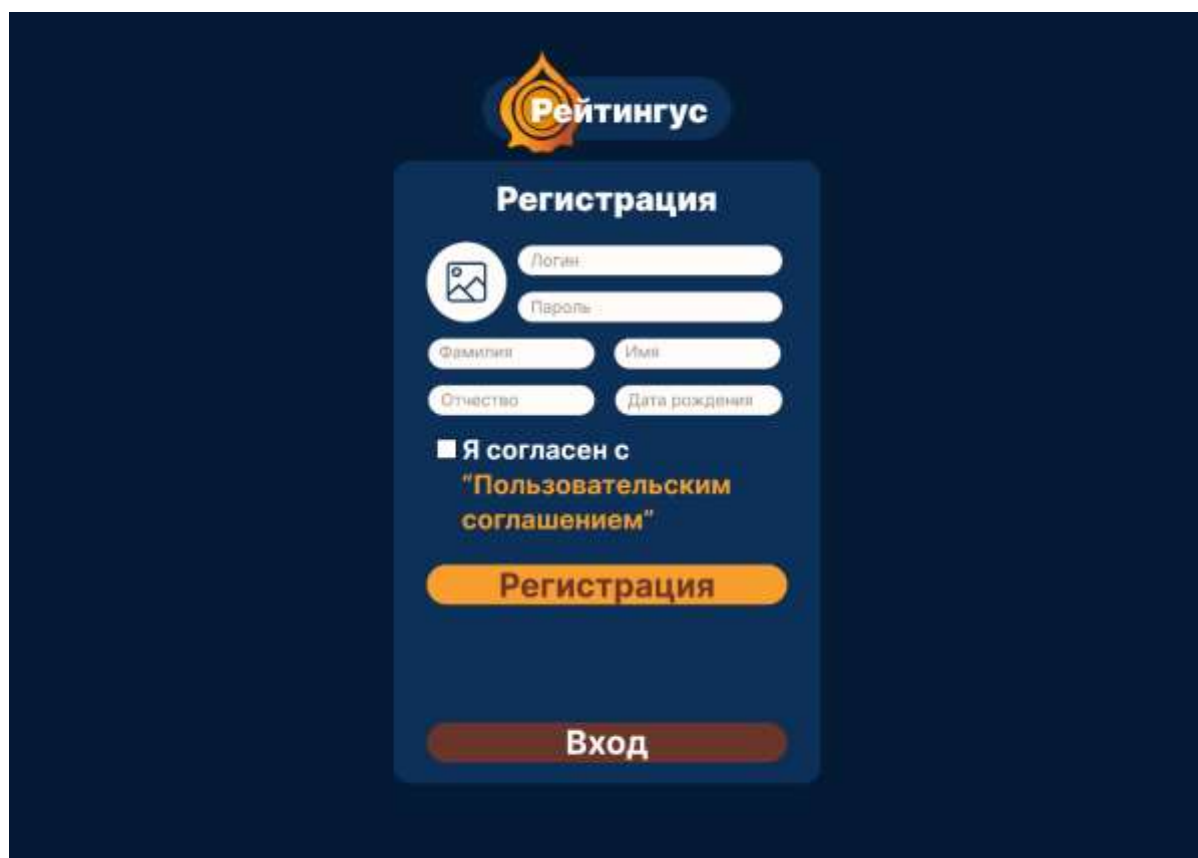 Рейтингус
Регистрация
Логин
Пароль
Фамилия Имя
Отчество Дата рождения
Я согласен с
“Пользовательским
соглашением”
Регистрация
Вход